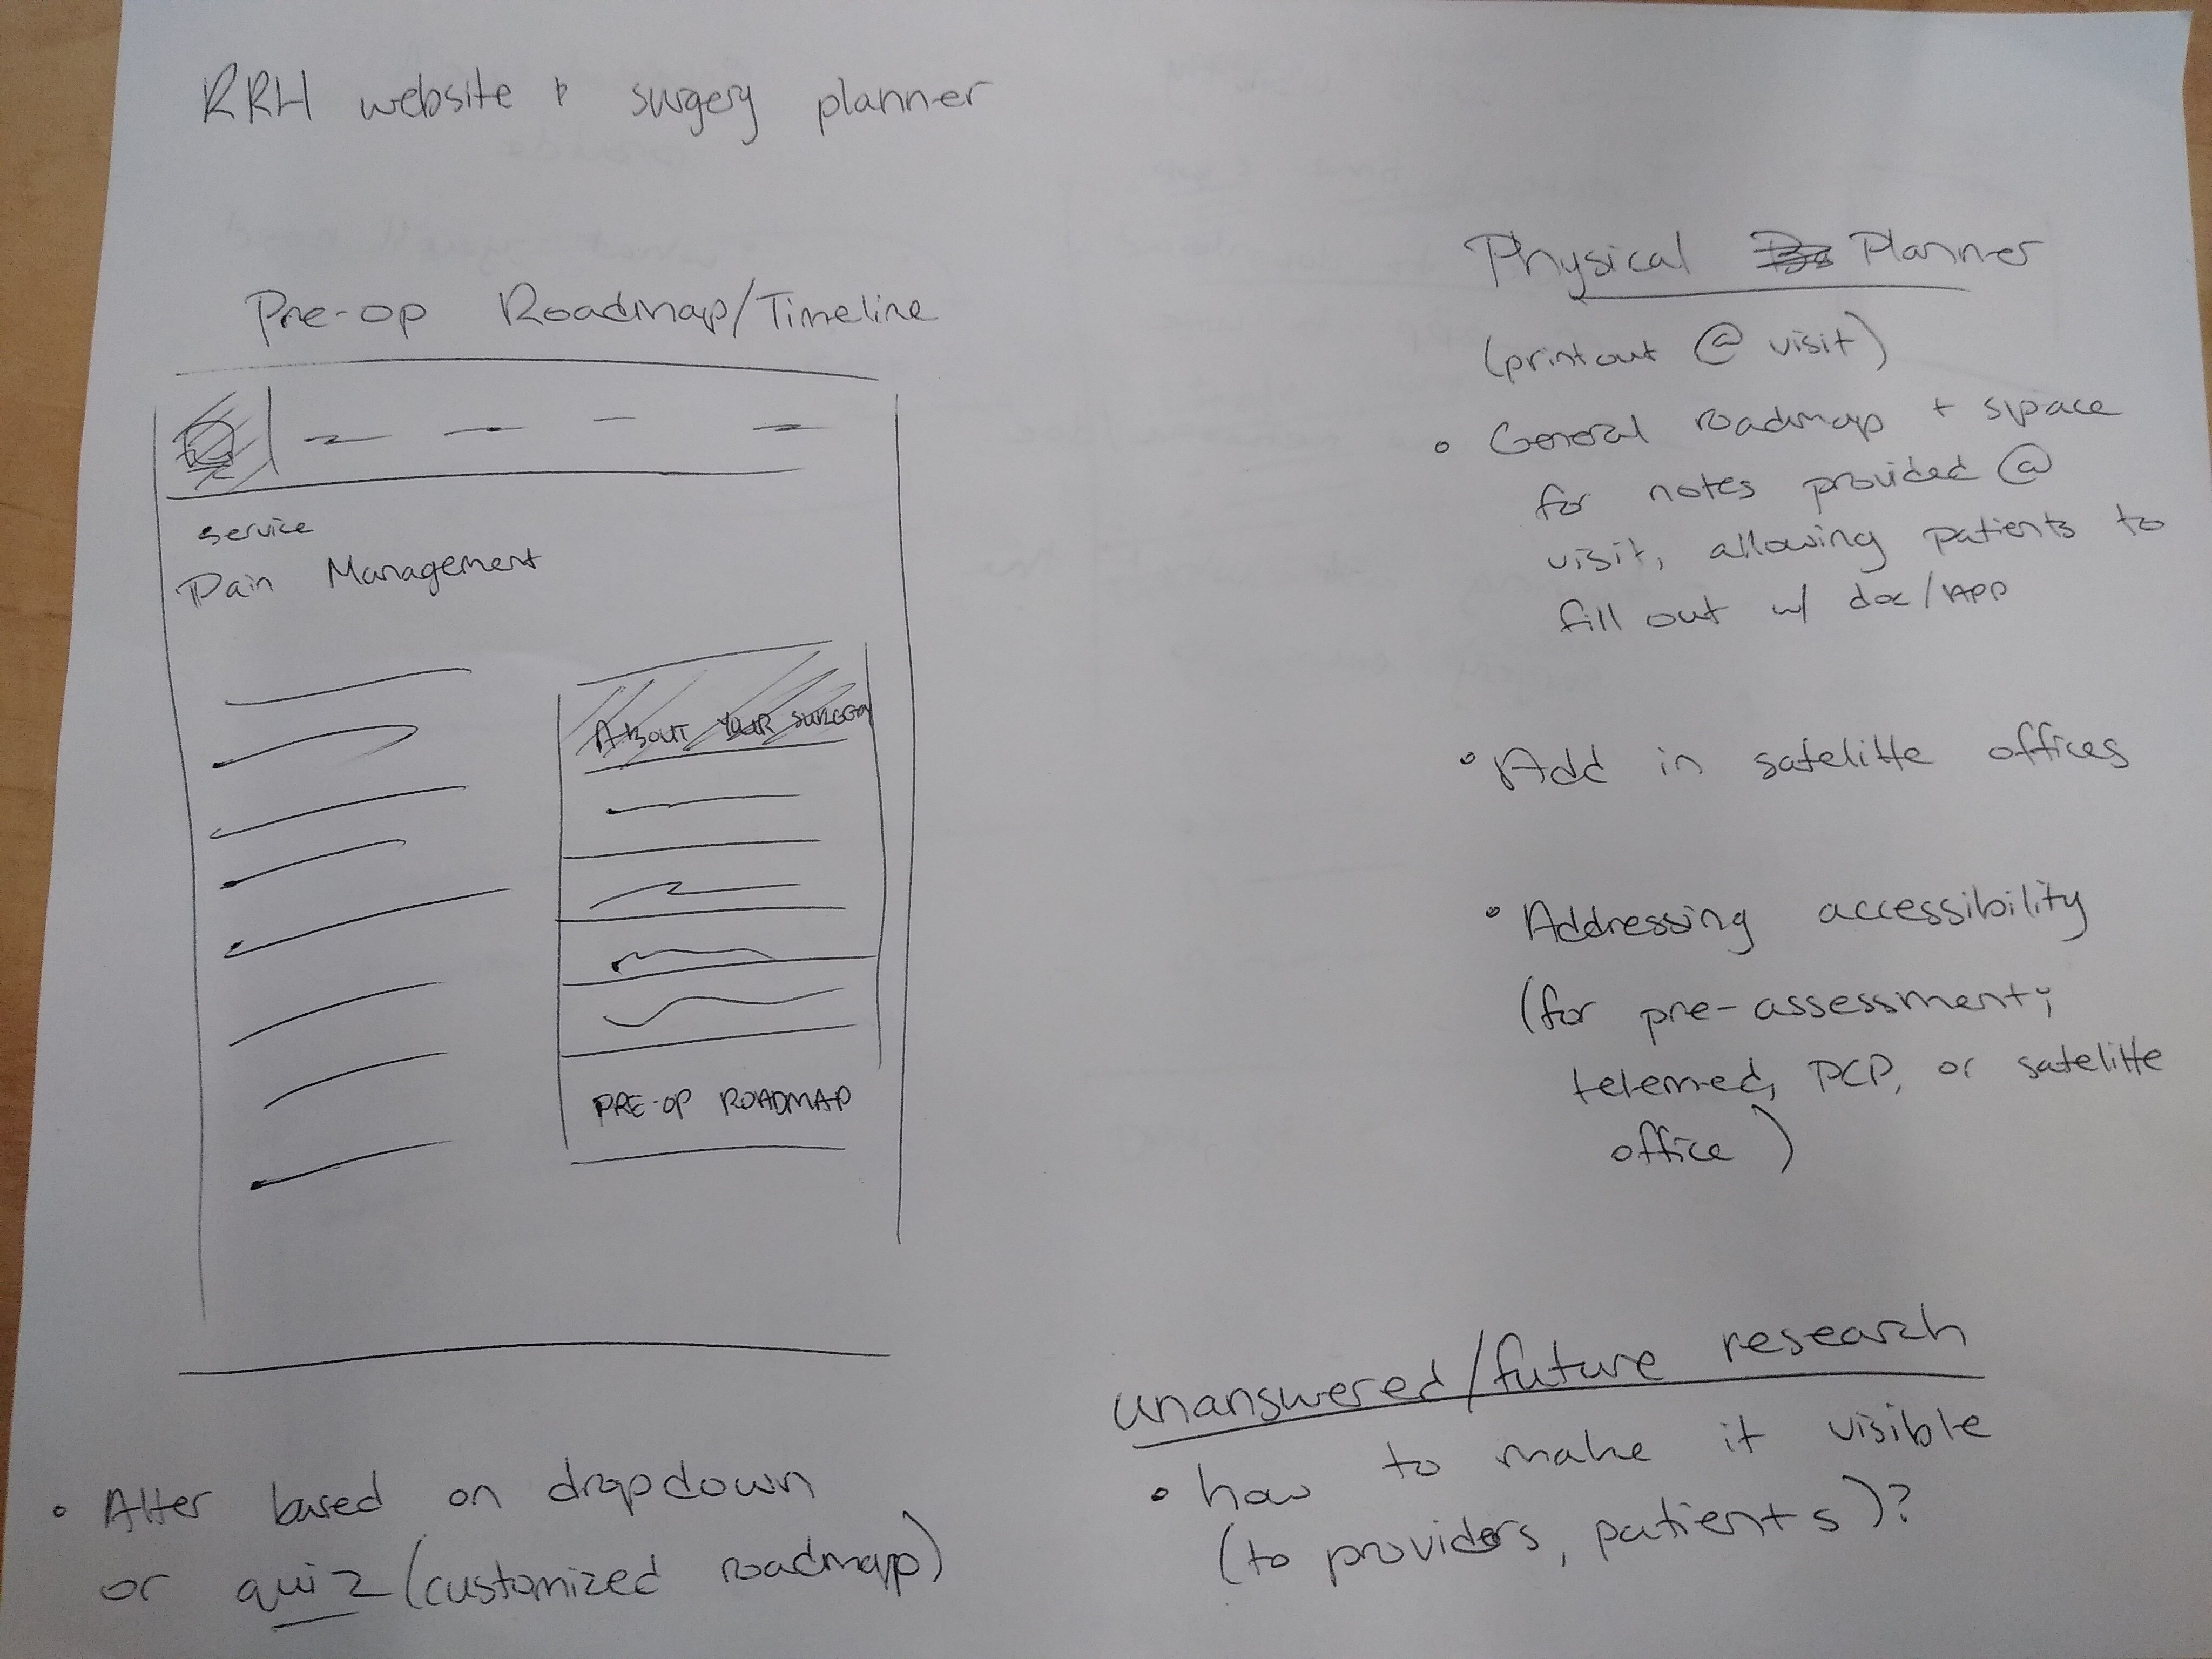 RRH website + surgery planner
Pre-op Roadmap/Timeline
service
Pain Management
ABOUT YOUR SURGERY
PRE-OP ROADMAP
• Alter based on dropdown
or quiz (customized roadmap)
Physical Planner
(printout @ visit)
• General roadmap + space
for notes provided @
visit, allowing patients to
fill out w/ doc/APP
• Add in satelitte offices
• Addressing accessibility
(for pre-assessment;
telemed, PCP, or satelitte
office)
unanswered/future research
• how to make it visible
(to providers, patients)?